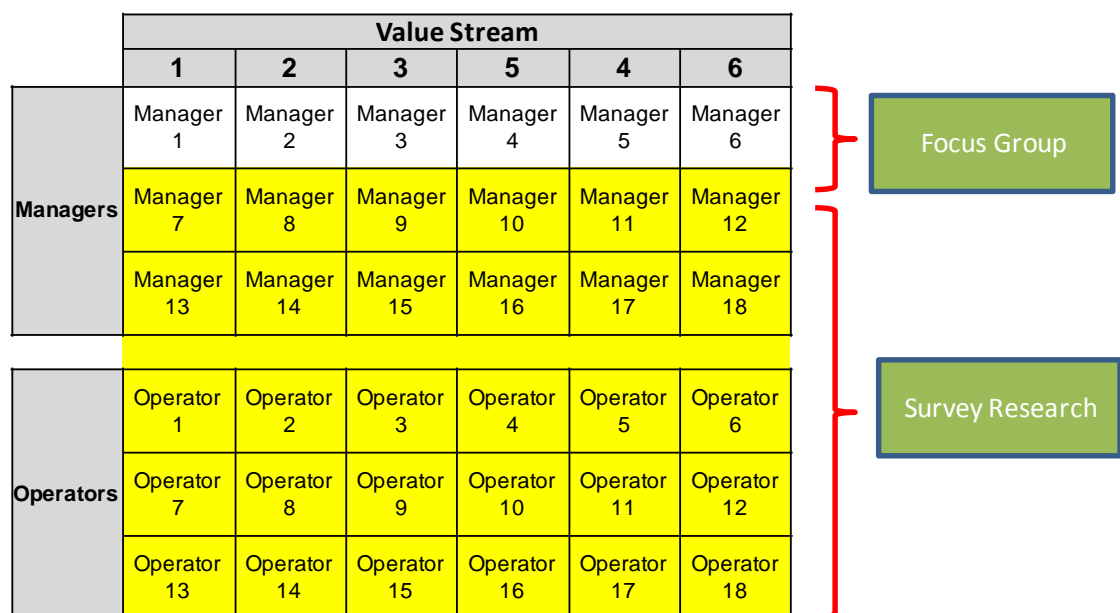 Value Stream
1 2 3 5 4 6
Manager 1 Manager 2 Manager 3 Manager 4 Manager 5 Manager 6
Focus Group
Managers
Manager 7 Manager 8 Manager 9 Manager 10 Manager 11 Manager 12
Manager 13 Manager 14 Manager 15 Manager 16 Manager 17 Manager 18
Operator 1 Operator 2 Operator 3 Operator 4 Operator 5 Operator 6
Survey Research
Operators
Operator 7 Operator 8 Operator 9 Operator 10 Operator 11 Operator 12
Operator 13 Operator 14 Operator 15 Operator 16 Operator 17 Operator 18